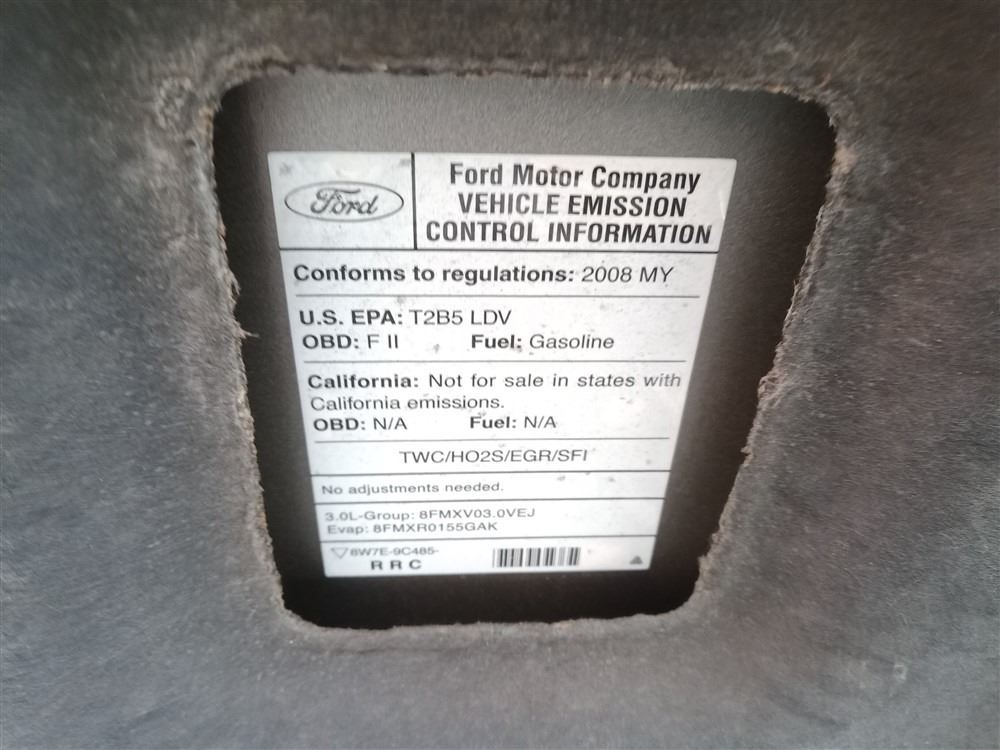 Ford
Ford Motor Company
VEHICLE EMISSION
CONTROL INFORMATION
Conforms to regulations: 2008 MY
U.S. EPA: T2B5 LDV
OBD: F II Fuel: Gasoline
California: Not for sale in states with
California emissions.
OBD: N/A Fuel: N/A
TWC/HO2S/EGR/SFI
No adjustments needed.
3.0L-Group: 8FMXV03.0VEJ
Evap: 8FMXR0155GAK
8W7E-9C485-
R R C